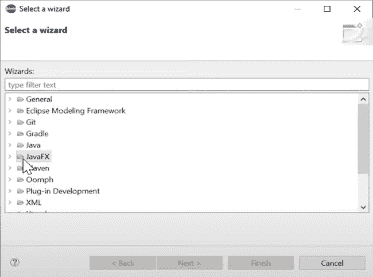 Select a wizard
Select a wizard
Wizards:
type filter text
General
Eclipse Modeling Framework
Git
Gradle
Java
JavaFX
Maven
Oomph
Plug-in Development
XML
< Back
Next >
Finish
Cancel